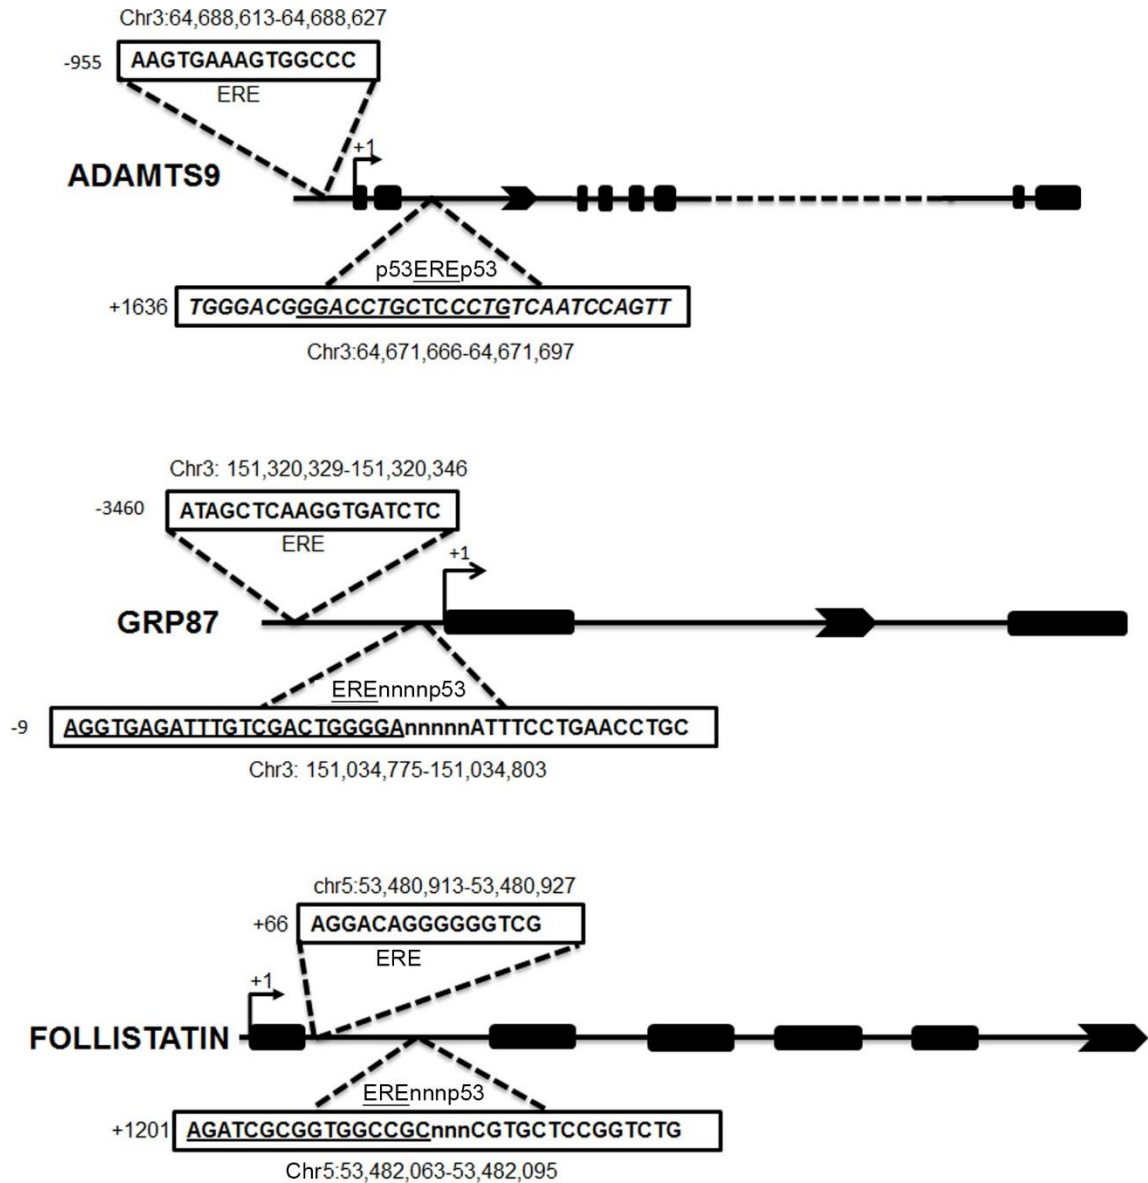 Chr3:64,688,613-64,688,627
-955 AAGTGAAAGTGGCCC
ERE
+1
ADAMTS9
p53EREp53
+1636 TGGGACGGGACCTGCTCCCTGTCAATCCAGTT
Chr3:64,671,666-64,671,697
Chr3: 151,320,329-151,320,346
-3460 ATAGCTCAAGGTGATCTC
ERE
+1
GRP87
EREnnnnp53
-9 AGGTGAGATTTGTCGACTGGGGAnnnnnATTTCCTGAACCTGC
Chr3: 151,034,775-151,034,803
chr5:53,480,913-53,480,927
+66 AGGACAGGGGGGTCG
ERE
+1
FOLLISTATIN
EREnnnp53
+1201 AGATCGCGGTGGCCGCnnnCGTGCTCCGGTCTG
Chr5:53,482,063-53,482,095